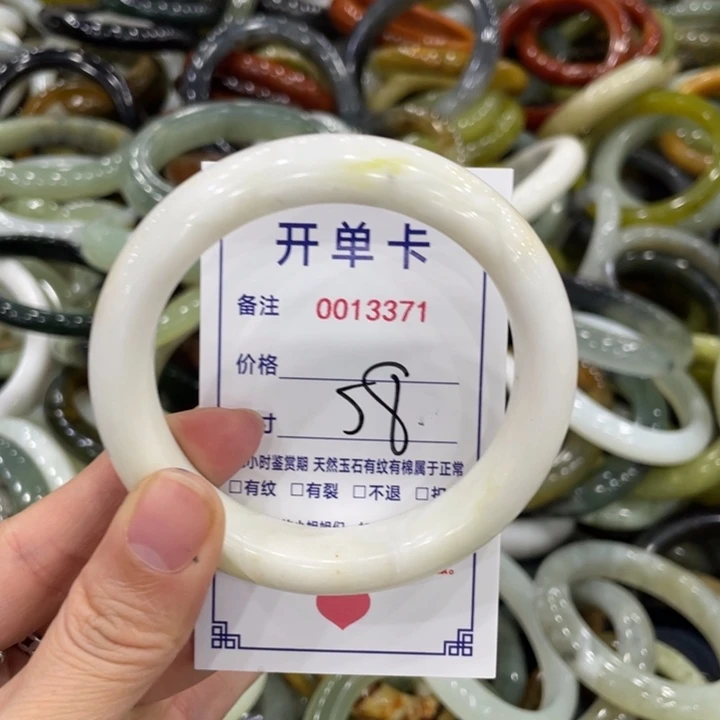 开单卡
备注 0013371
价格
寸 58
小时鉴赏期 天然玉石有纹有棉属于正常
□有纹 □有裂 □不退